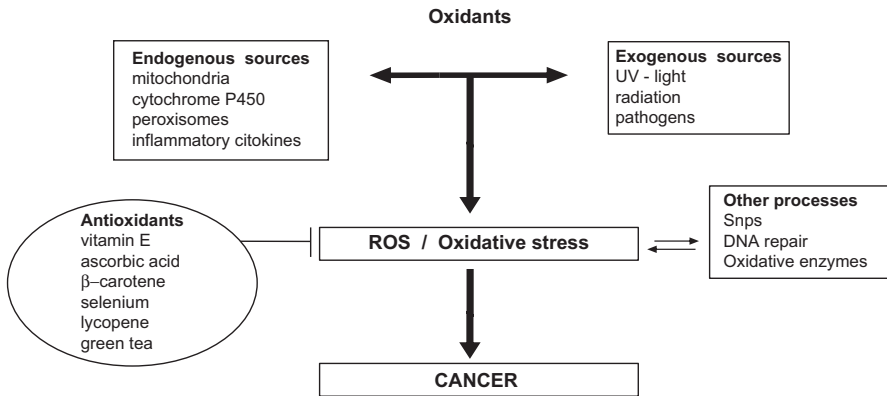 Oxidants
Endogenous sources
mitochondria
cytochrome P450
peroxisomes
inflammatory citokines
Exogenous sources
UV - light
radiation
pathogens
Antioxidants
vitamin E
ascorbic acid
β–carotene
selenium
lycopene
green tea
ROS / Oxidative stress
Other processes
Snps
DNA repair
Oxidative enzymes
CANCER